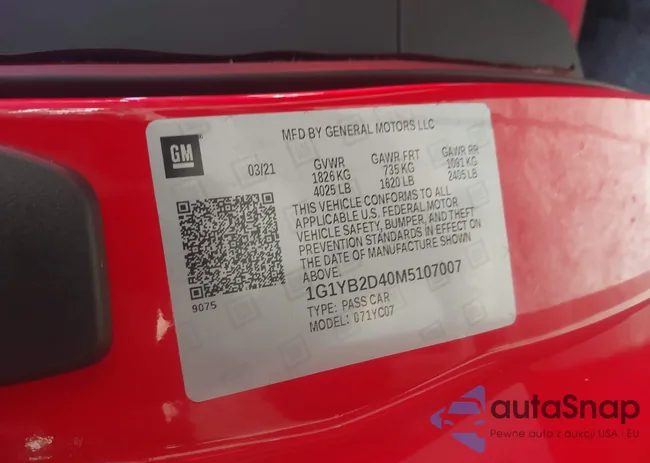 MFD BY GENERAL MOTORS LLC
GM
03/21
GVWR GAWR FRT GAWR RR
1826 KG 735 KG 1091 KG
4025 LB 1620 LB 2405 LB
THIS VEHICLE CONFORMS TO ALL
APPLICABLE U.S. FEDERAL MOTOR
VEHICLE SAFETY, BUMPER, AND THEFT
PREVENTION STANDARDS IN EFFECT ON
THE DATE OF MANUFACTURE SHOWN
ABOVE.
1G1YB2D40M5107007
9075
TYPE: PASS CAR
MODEL: 071YC07
autaSnap
Pewne auta z aukcji USA - EU